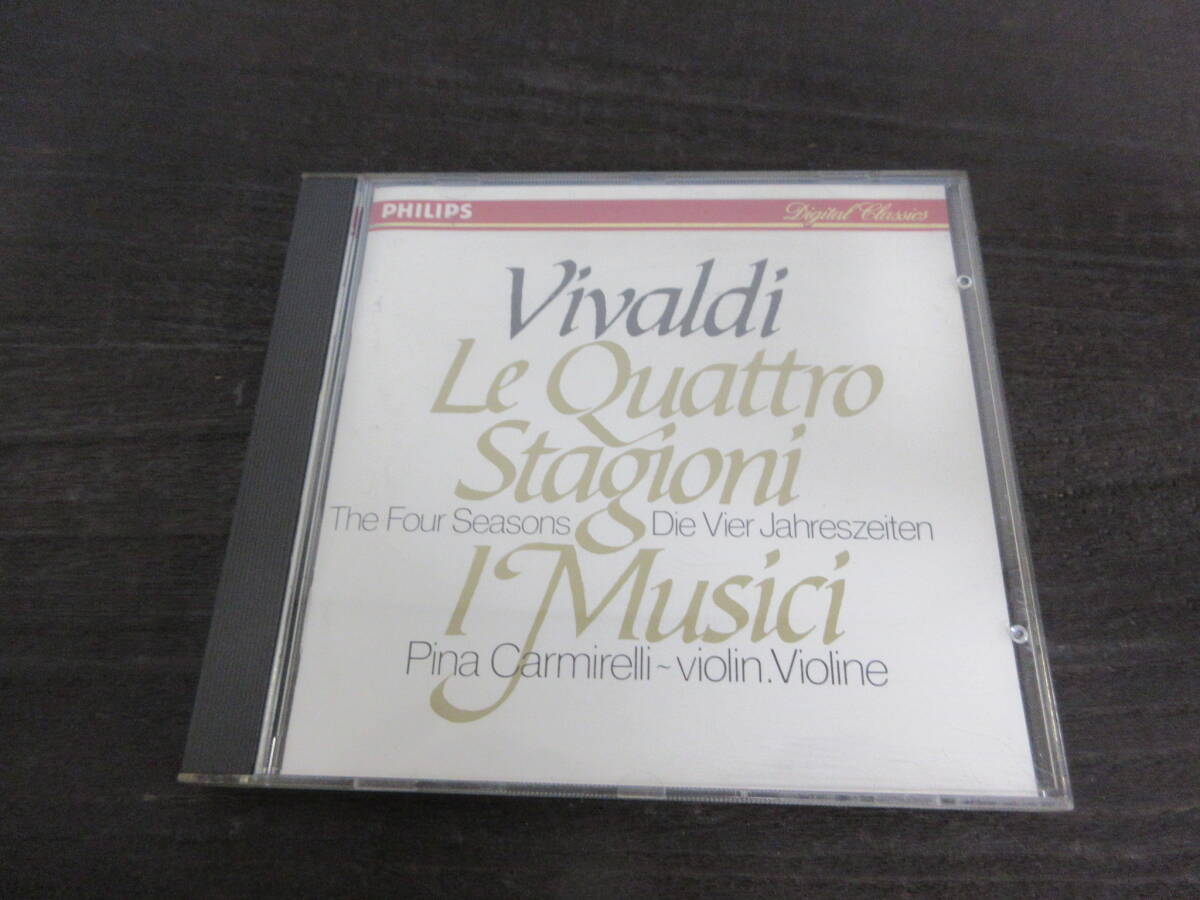 PHILIPS Digital Classics
Vivaldi
Le Quattro
Stagioni
The Four Seasons Die Vier Jahreszeiten
I Musici
Pina Carmirelli ~ violin.Violine